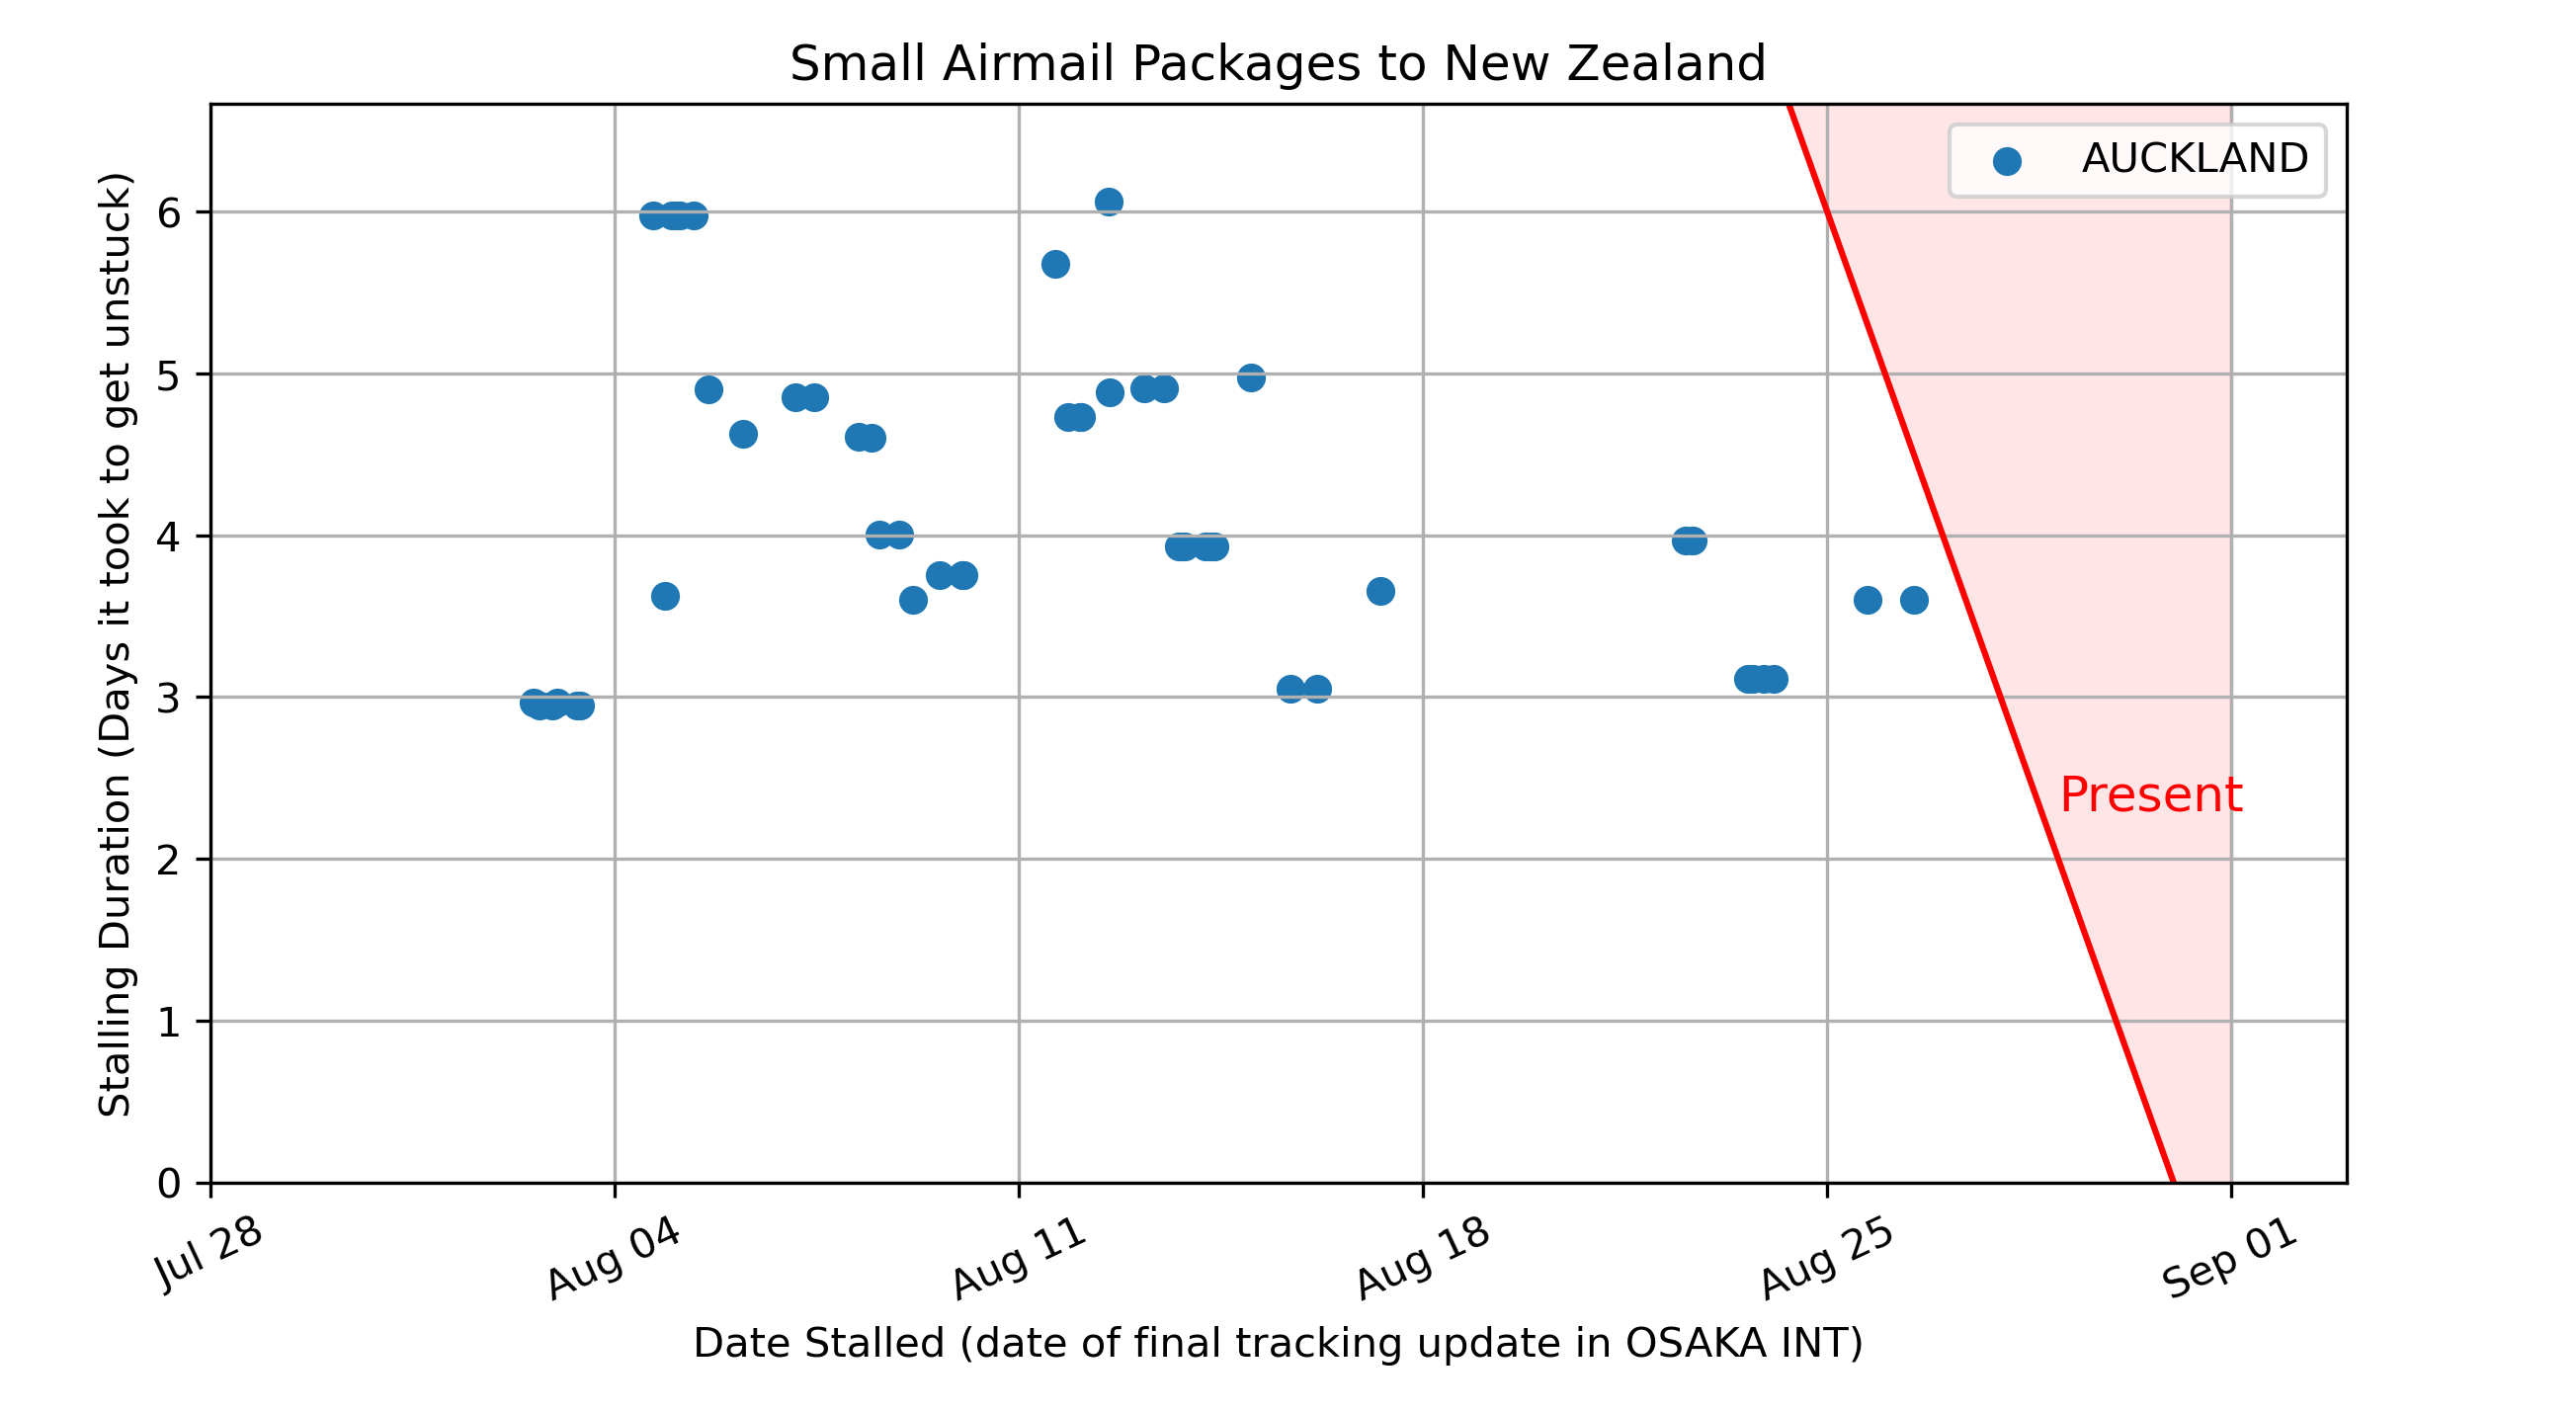 Small Airmail Packages to New Zealand
AUCKLAND
Stalling Duration (Days it took to get unstuck)
6
5
4
3
2
1
0
Present
Jul 28
Aug 04
Aug 11
Aug 18
Aug 25
Sep 01
Date Stalled (date of final tracking update in OSAKA INT)